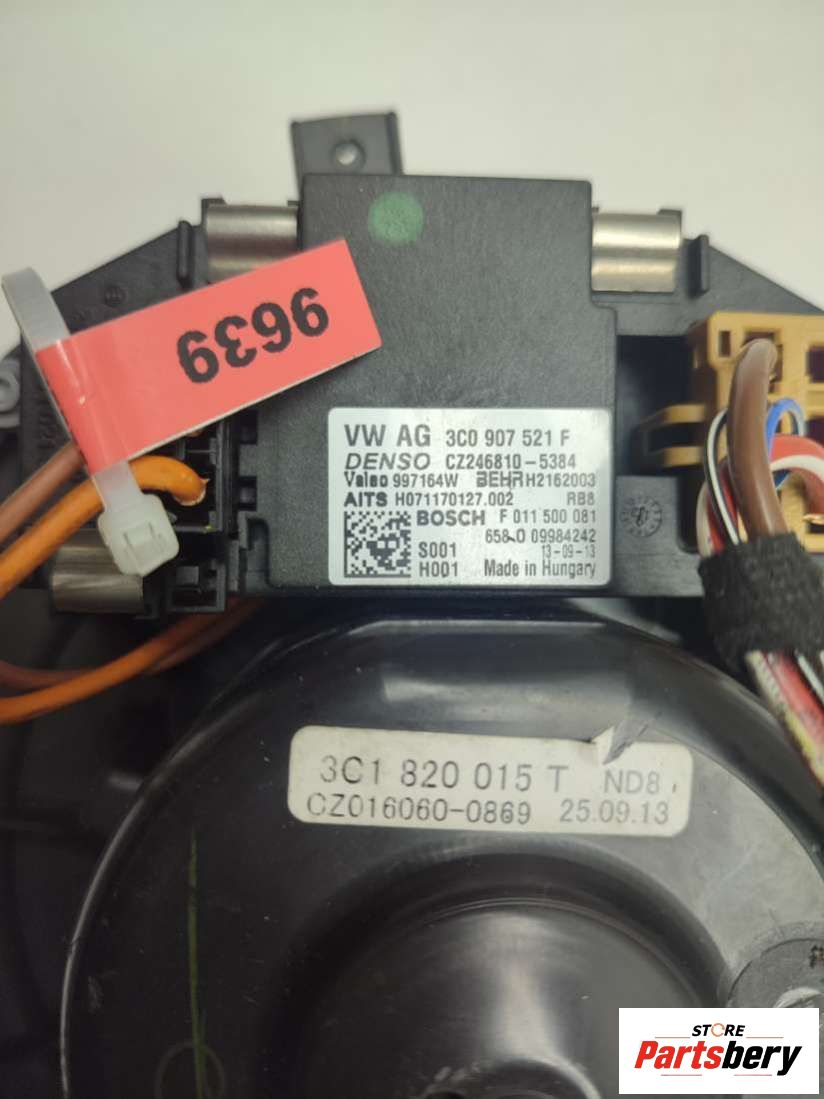 9639
VW AG 3C0 907 521 F
DENSO CZ246810-5384
Valeo 997164W BEHR H2162003
AITS H071170127.002 RB8
BOSCH F 011 500 081
658-0 09984242
S001 13-09-13
H001 Made in Hungary
3C1 820 015 T ND8
CZ016060-0869 25.09.13
STORE
Partsbery